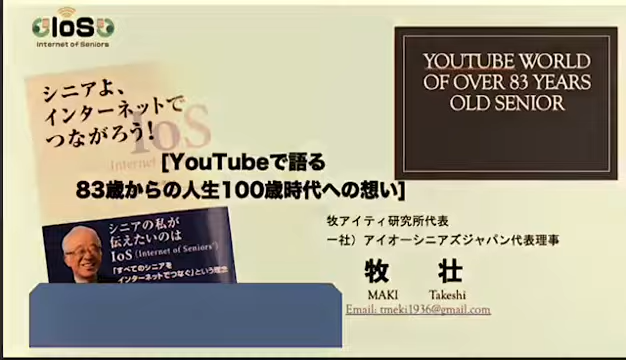 IoS
Internet of Seniors
シニアよ、
インターネットで
つながろう!
IoS
YOUTUBE WORLD
OF OVER 83 YEARS
OLD SENIOR
[YouTubeで語る
83歳からの人生100歳時代への想い]
シニアの私が
伝えたいのは
IoS (Internet of Seniors)
「すべてのシニアを
インターネットでつなぐ」という理念
牧アイティ研究所代表
一社）アイオーシニアズジャパン代表理事
牧 壮
MAKI Takeshi
Email: tmeki1936@gmail.com